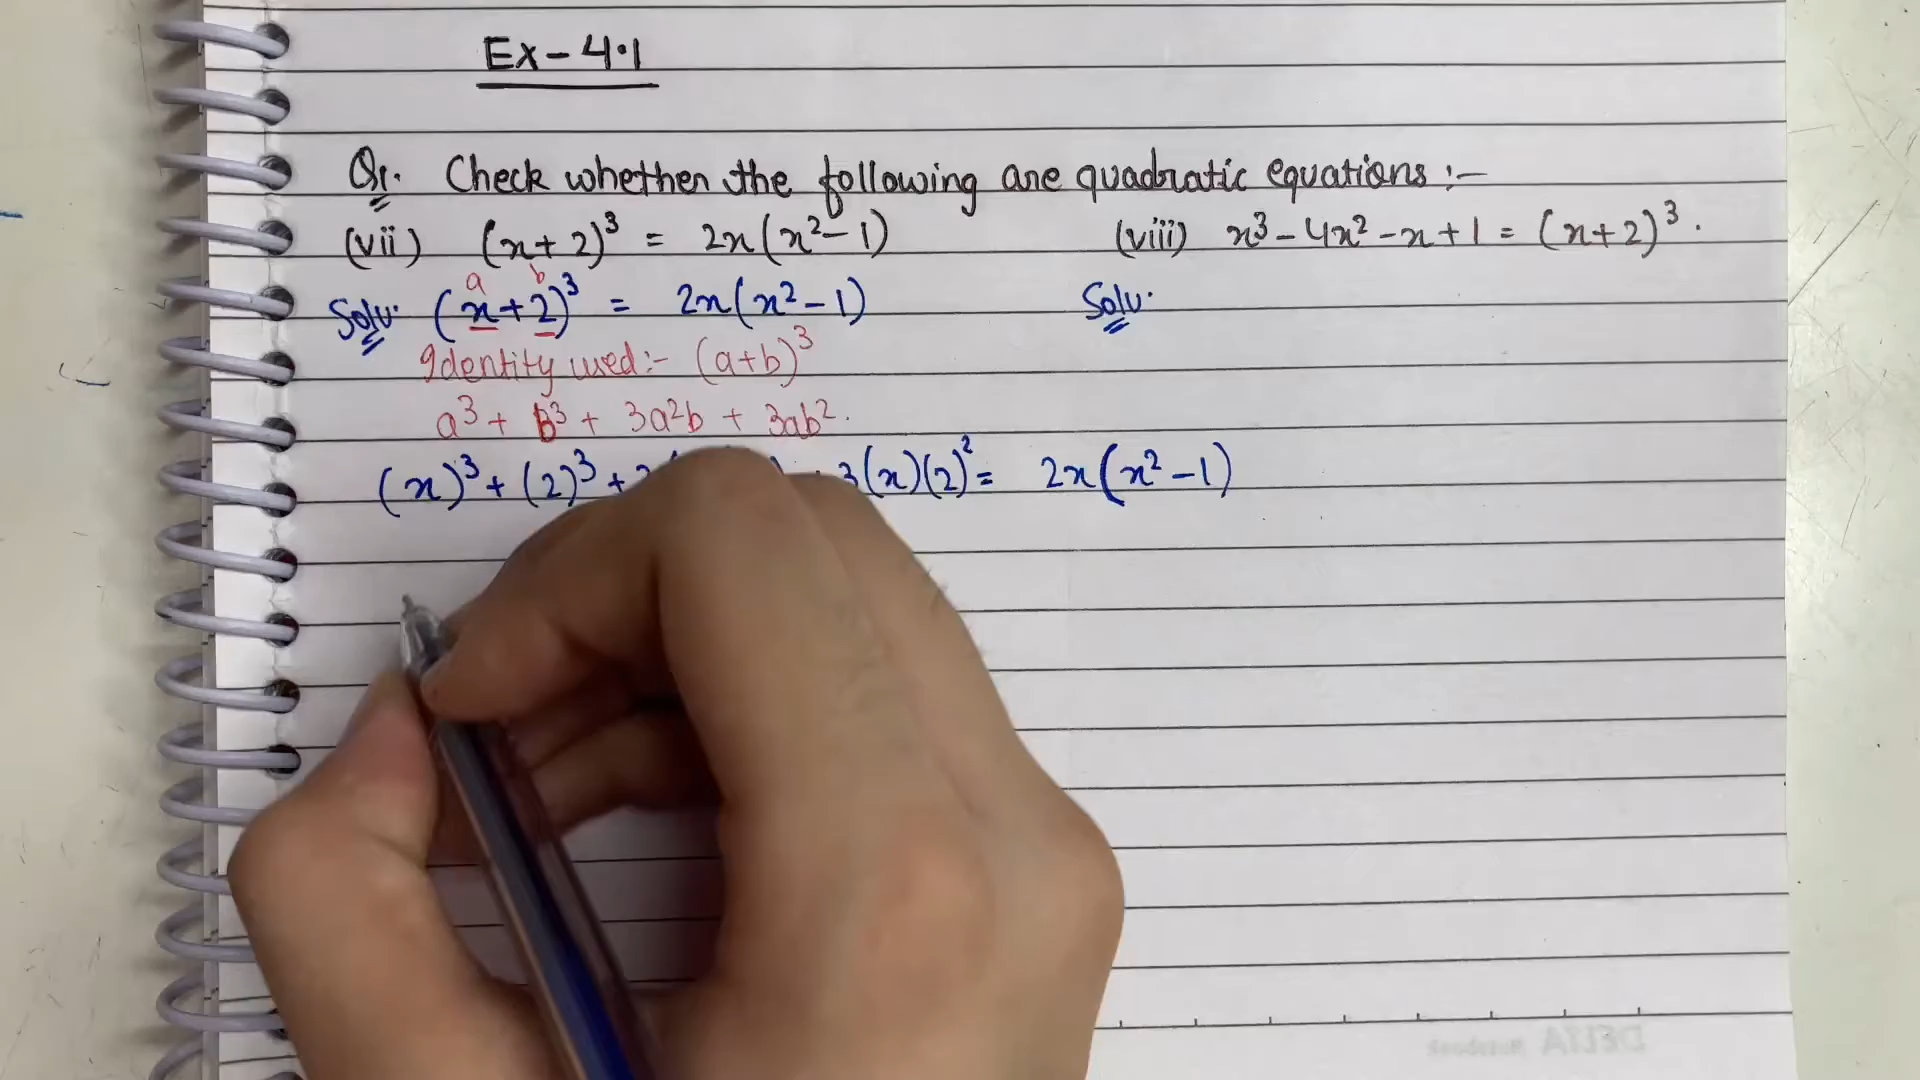 Ex-4.1
Q1. Check whether the following are quadratic equations :-
(vii) (x+2)³ = 2x(x²-1) (viii) x³-4x²-x+1 = (x+2)³.
a b
Solu. (x+2)³ = 2x(x²-1) Solu.
Identity used:- (a+b)³
a³ + b³ + 3a²b + 3ab².
(x)³ + (2)³ + 3(x)(2)² = 2x(x²-1)
DELTA Notebook